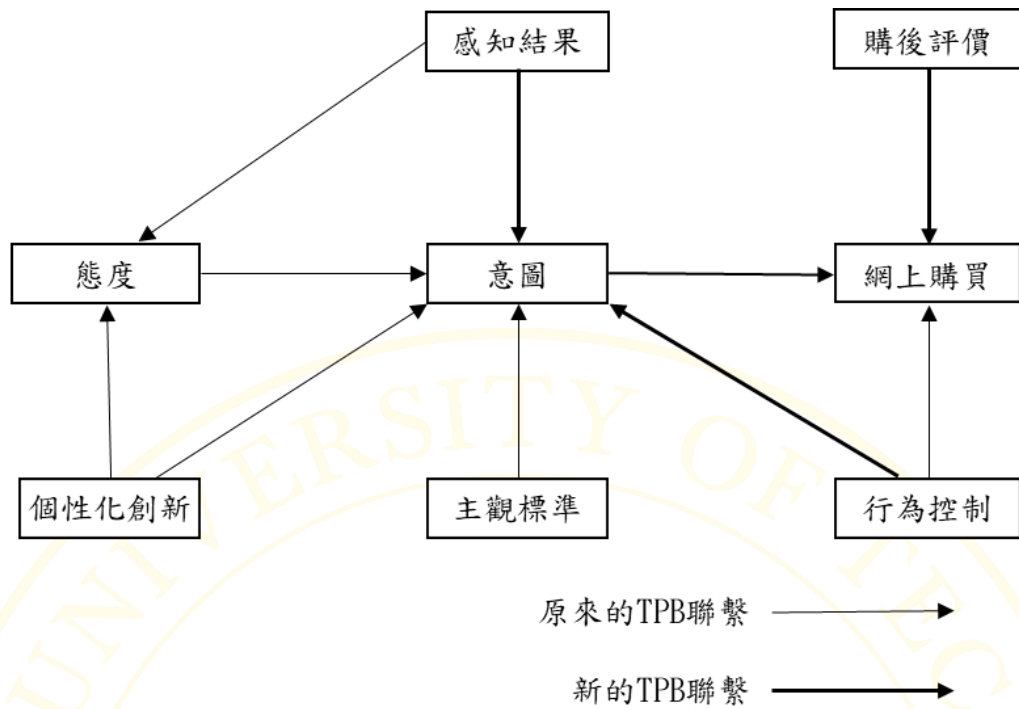 感知結果
購後評價
態度
意圖
網上購買
個性化創新
主觀標準
行為控制
原來的TPB聯繫
新的TPB聯繫
UNIVERSITY OF TEC